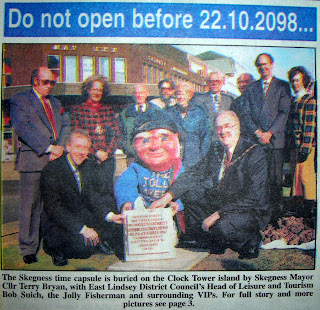 Do not open before 22.10.2098...
THE
JOLLY
The Skegness time capsule is buried on the Clock Tower island by Skegness Mayor
Cllr Terry Bryan, with East Lindsey District Council's Head of Leisure and Tourism
Bob Suich, the Jolly Fisherman and surrounding VIPs. For full story and more
pictures see page 3.